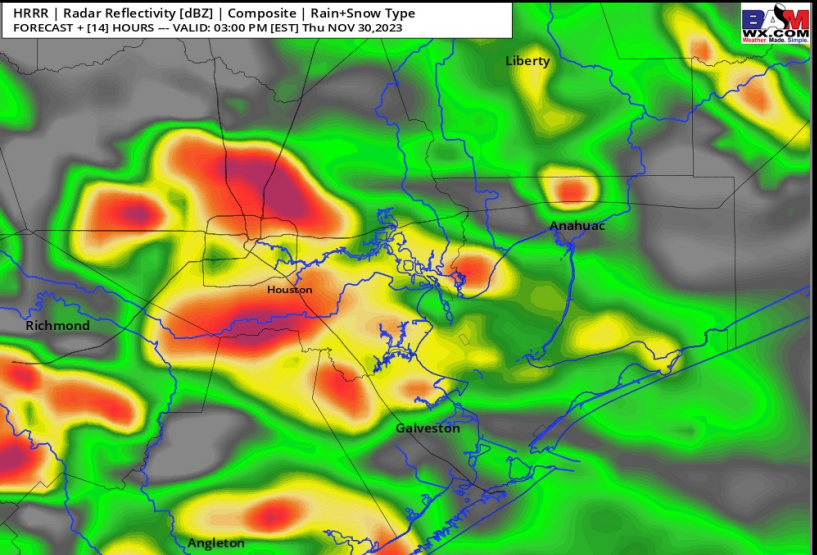 HRRR | Radar Reflectivity [dBZ] | Composite | Rain+Snow Type
FORECAST + [14] HOURS --- VALID: 03:00 PM [EST] Thu NOV 30,2023
BAM
WX.COM
Weather. Made. Simple.
Liberty
Anahuac
Houston
Richmond
Galveston
Angleton